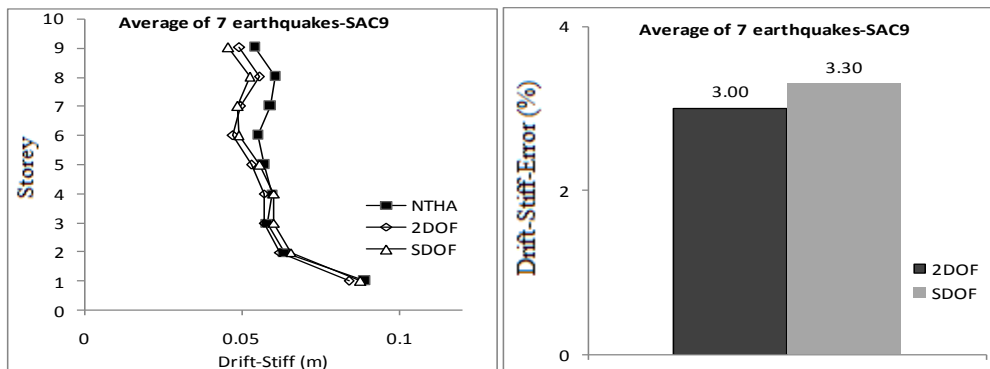 Average of 7 earthquakes-SAC9
10
9
8
7
6
5
4
3
2
1
0
Storey
NTHA
2DOF
SDOF
0
0.05
0.1
Drift-Stiff (m)
Average of 7 earthquakes-SAC9
4
2
0
Drift-Stiff-Error (%)
3.00
3.30
2DOF
SDOF